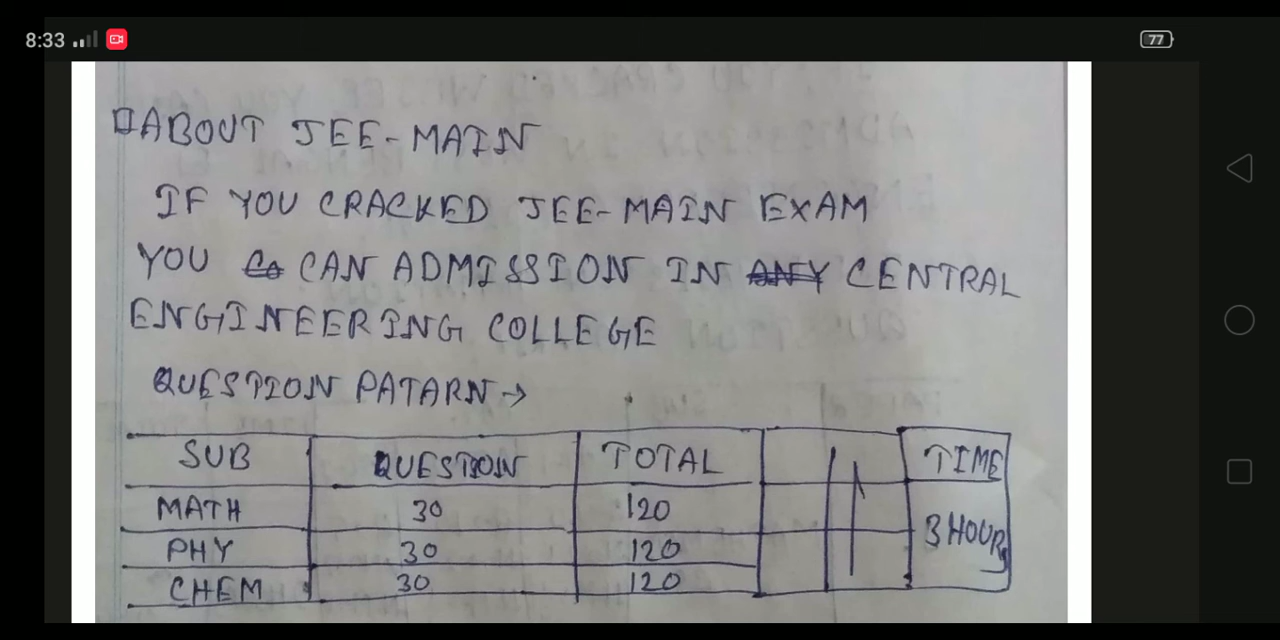 8:33
77
ABOUT JEE-MAIN
IF YOU CRACKED JEE-MAIN EXAM
YOU CAN ADMISSION IN ANY CENTRAL
ENGINEERING COLLEGE
QUESTION PATARN →
SUB QUESTION TOTAL TIME
MATH 30 120 3 HOURS
PHY 30 120
CHEM 30 120